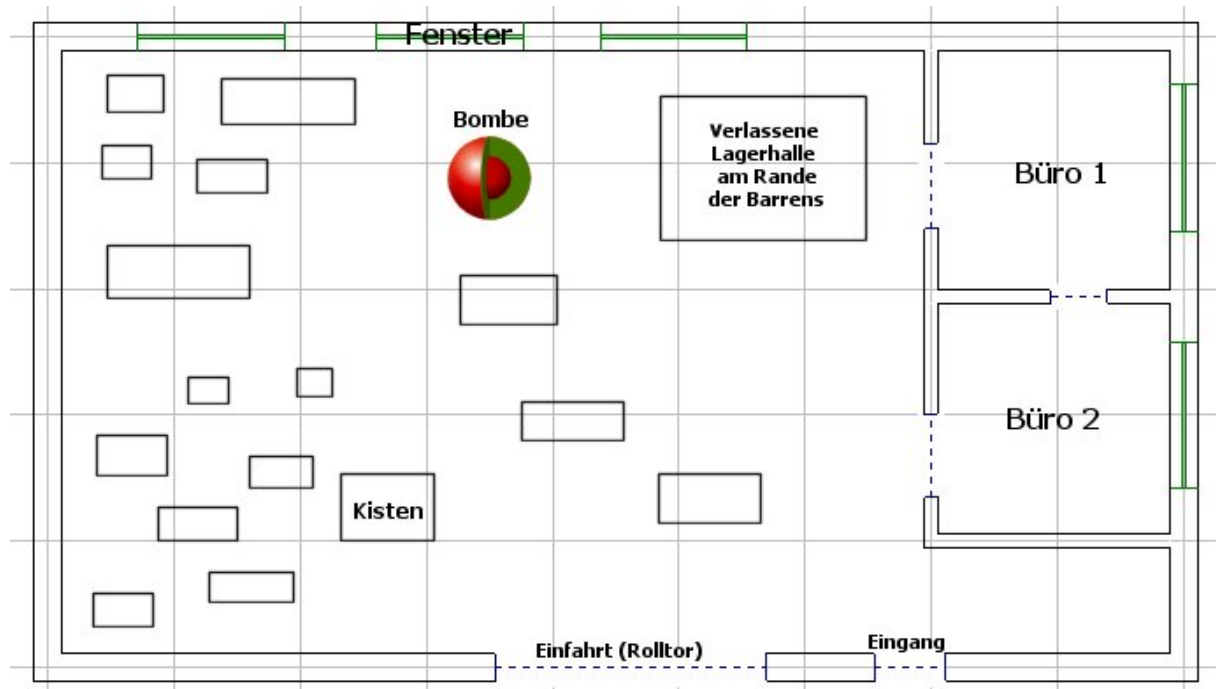 Fenster
Bombe
Verlassene
Lagerhalle
am Rande
der Barrens
Büro 1
Büro 2
Kisten
Einfahrt (Rolltor)
Eingang